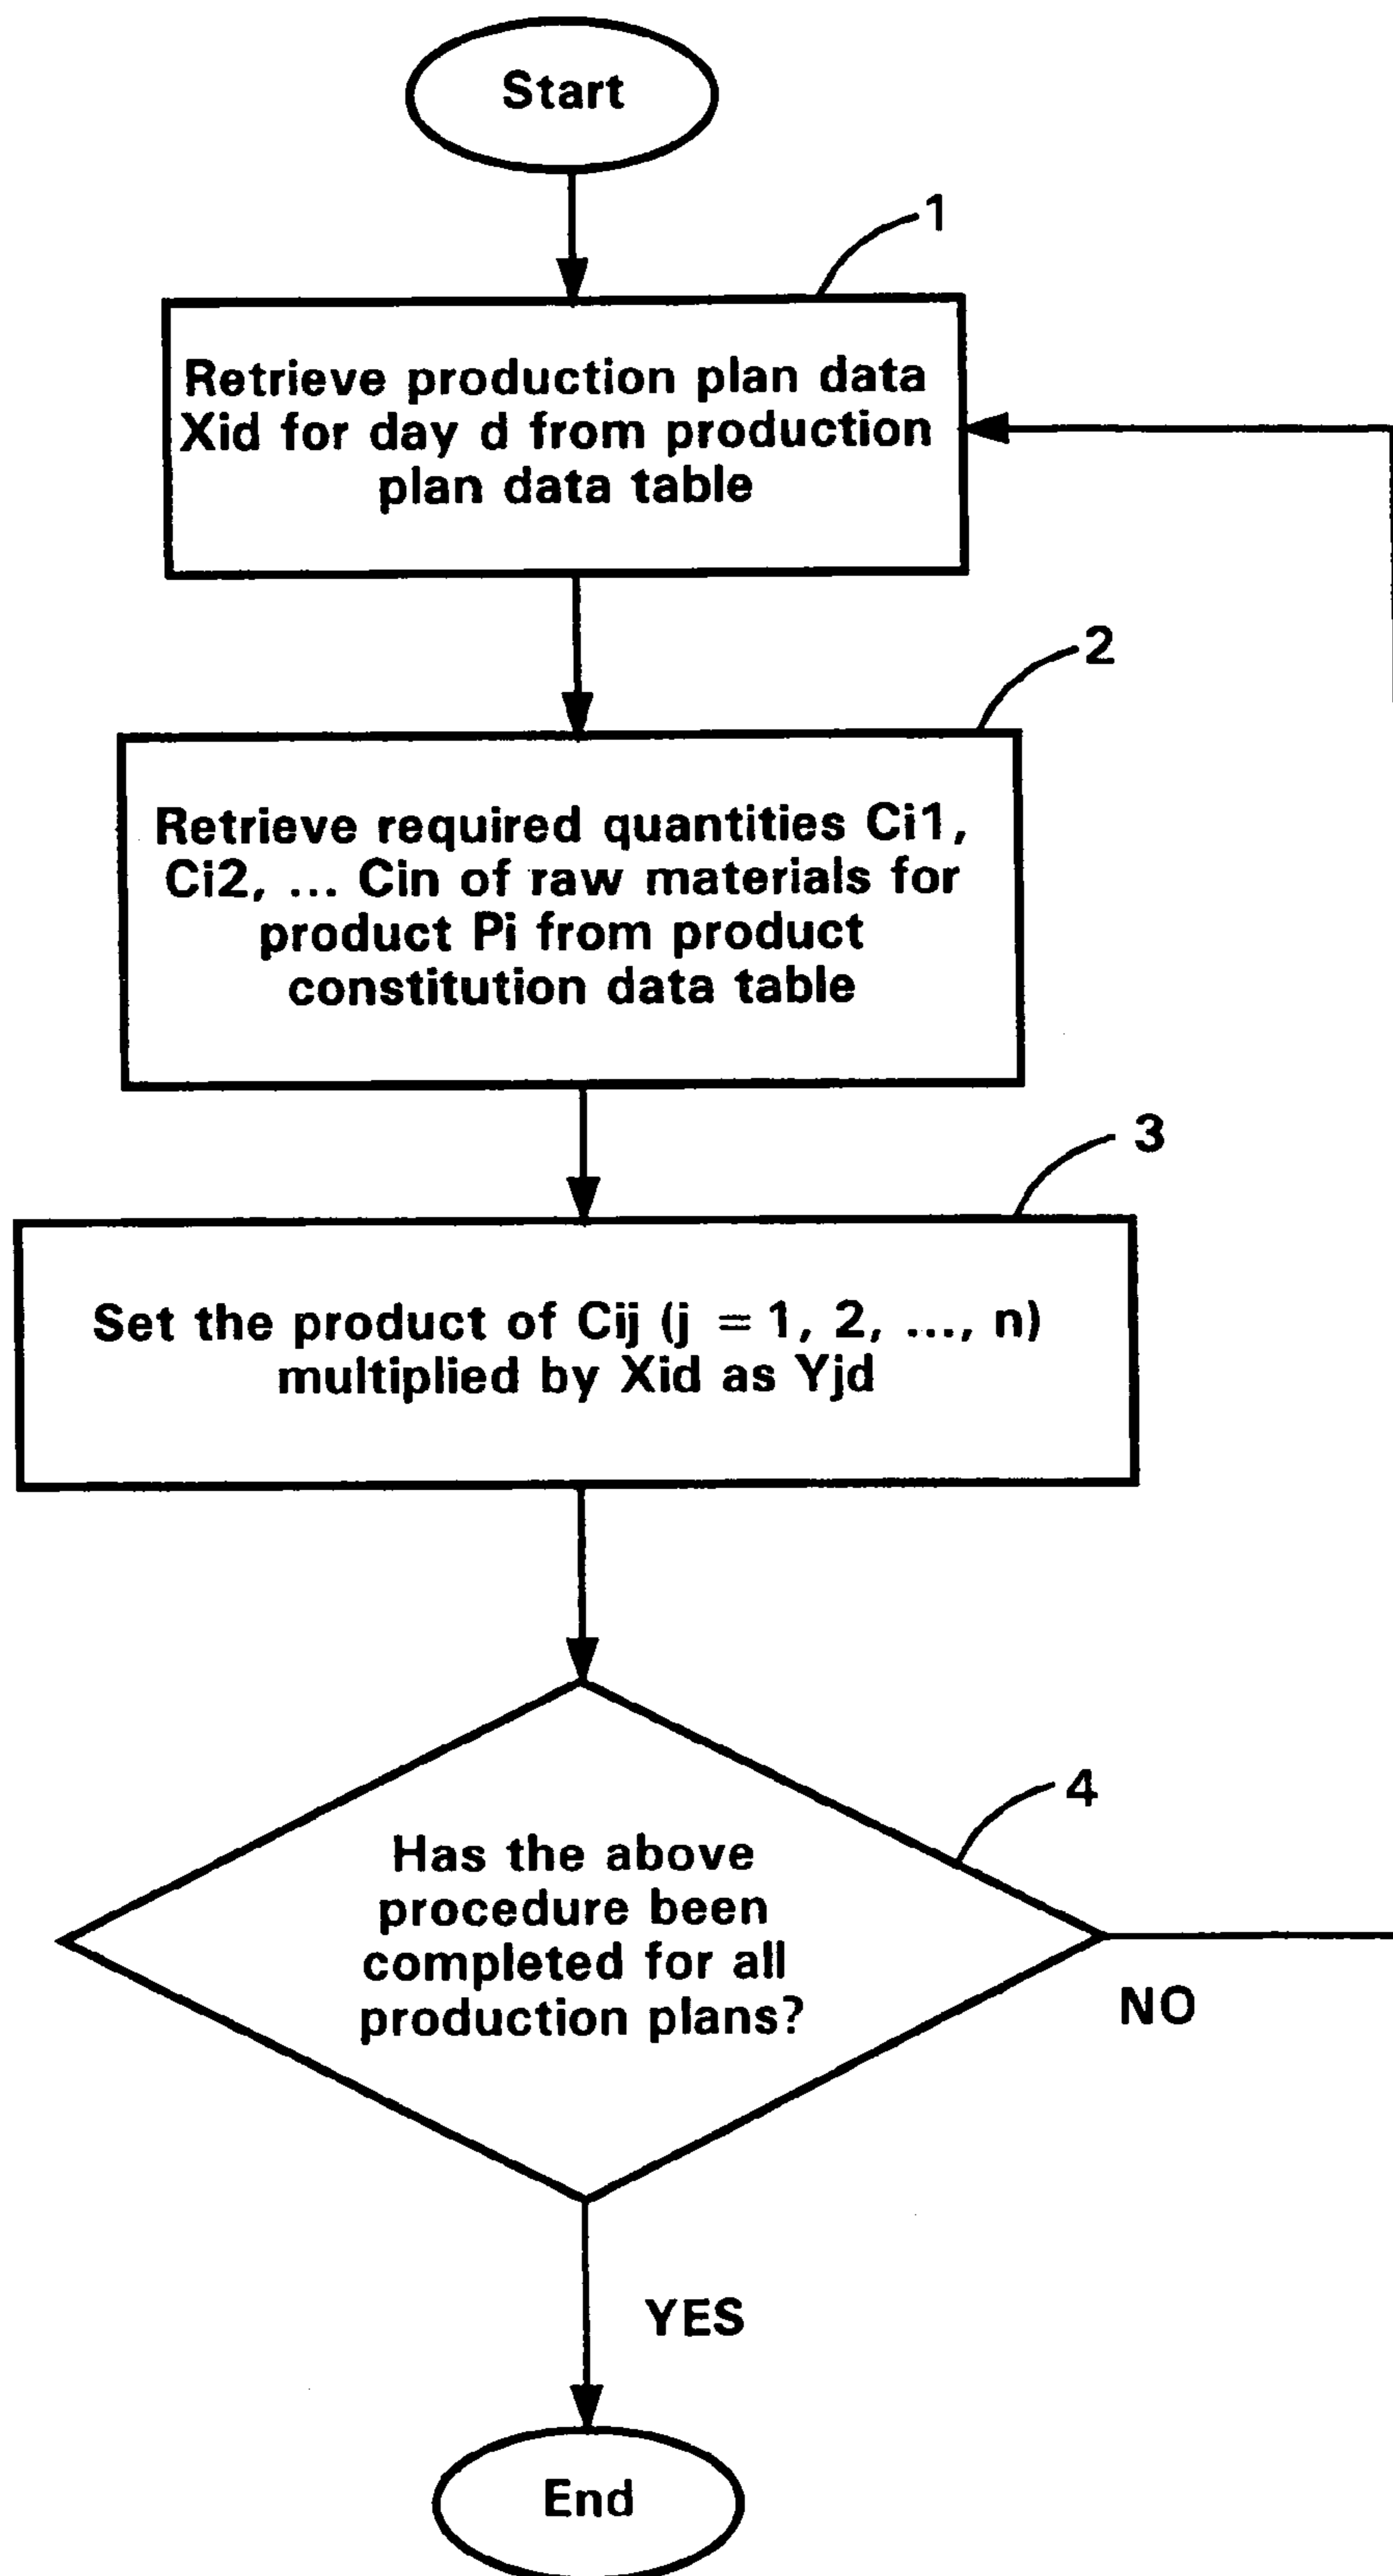 Start
1
Retrieve production plan data
Xid for day d from production
plan data table
2
Retrieve required quantities Ci1,
Ci2, ... Cin of raw materials for
product Pi from product
constitution data table
3
Set the product of Cij (j = 1, 2, ..., n)
multiplied by Xid as Yjd
4
Has the above
procedure been
completed for all
production plans?
NO
YES
End